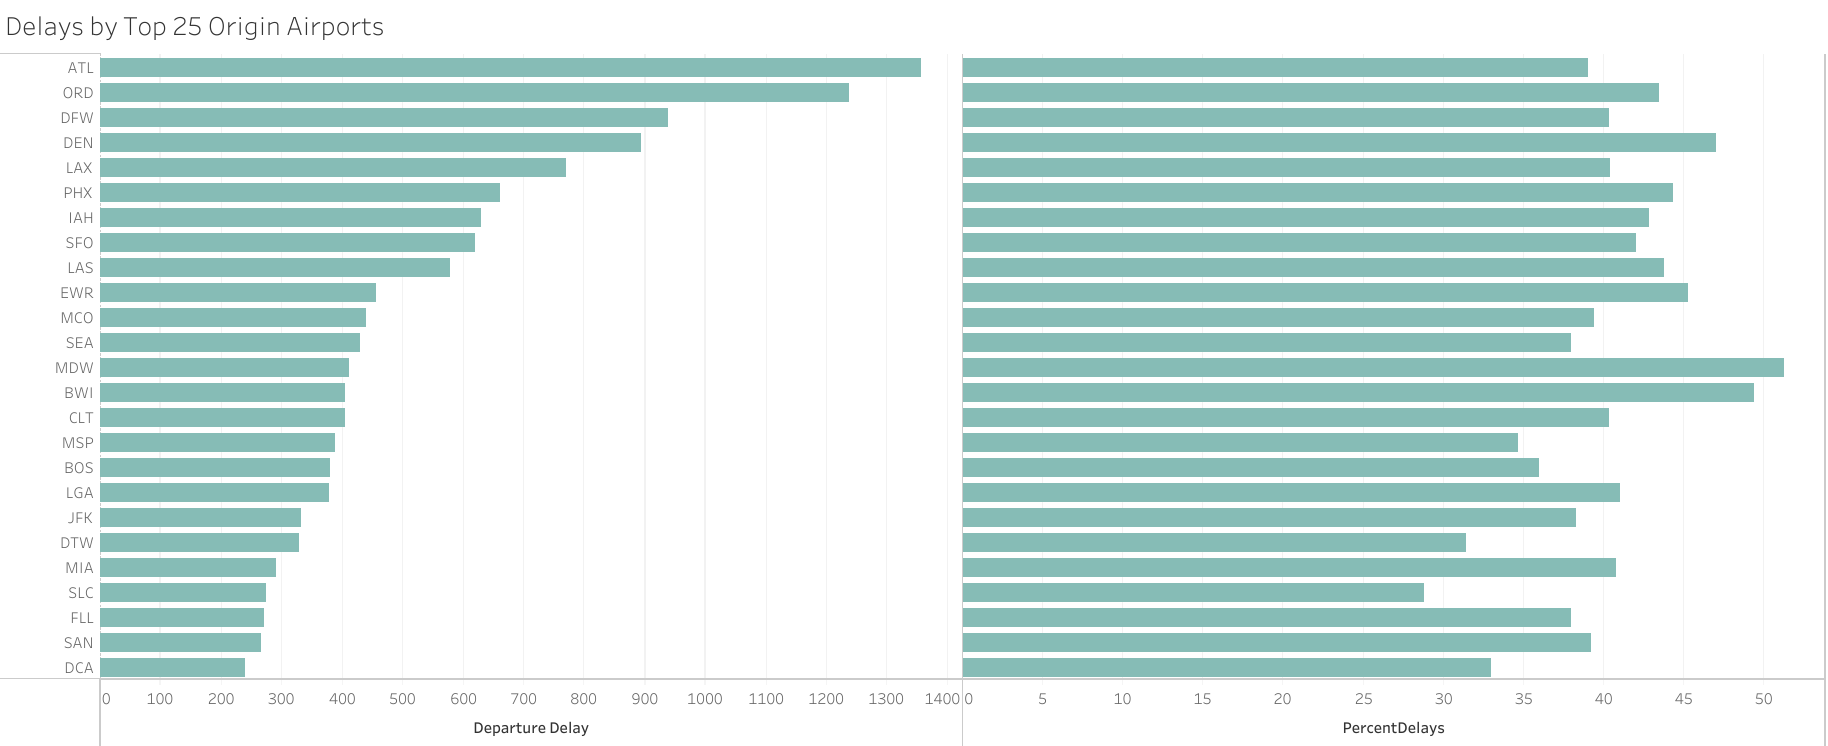 Delays by Top 25 Origin Airports
ATL
ORD
DFW
DEN
LAX
PHX
IAH
SFO
LAS
EWR
MCO
SEA
MDW
BWI
CLT
MSP
BOS
LGA
JFK
DTW
MIA
SLC
FLL
SAN
DCA
0 100 200 300 400 500 600 700 800 900 1000 1100 1200 1300 1400 0 5 10 15 20 25 30 35 40 45 50
Departure Delay PercentDelays